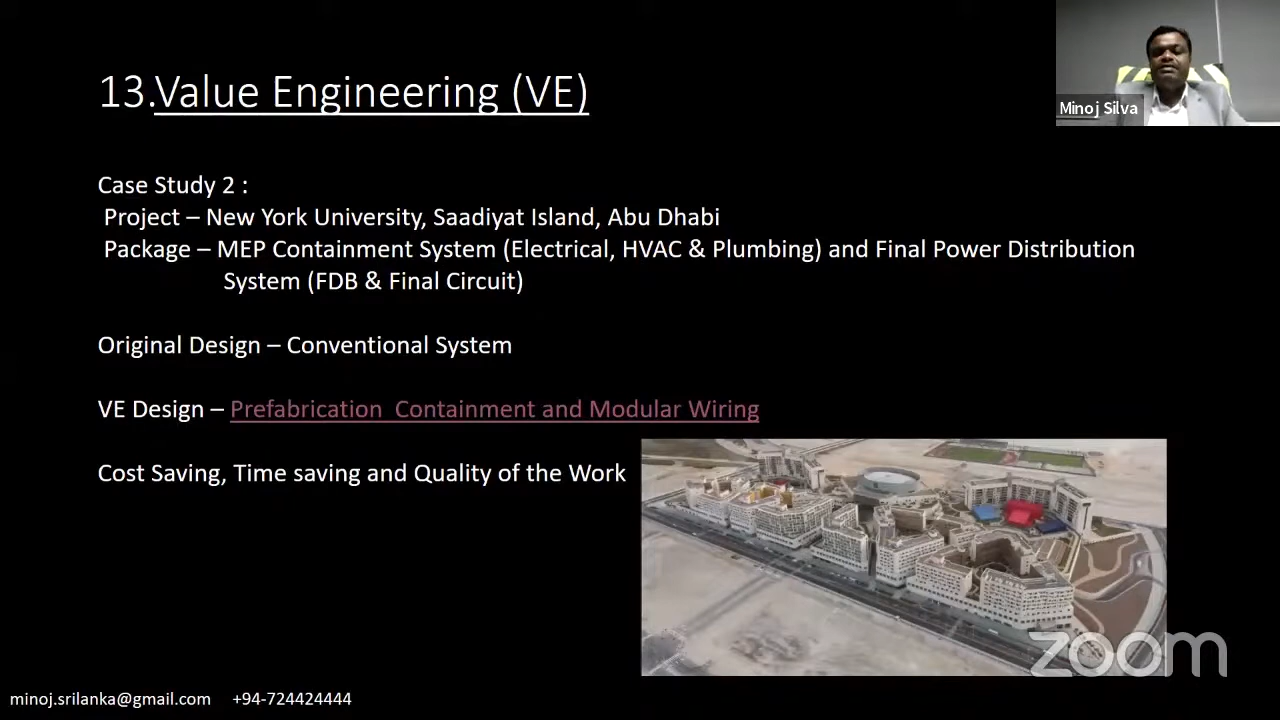 13.Value Engineering (VE)
Minoj Silva
Case Study 2 :
Project – New York University, Saadiyat Island, Abu Dhabi
Package – MEP Containment System (Electrical, HVAC & Plumbing) and Final Power Distribution
System (FDB & Final Circuit)
Original Design – Conventional System
VE Design – Prefabrication Containment and Modular Wiring
Cost Saving, Time saving and Quality of the Work
zoom
minoj.srilanka@gmail.com +94-724424444